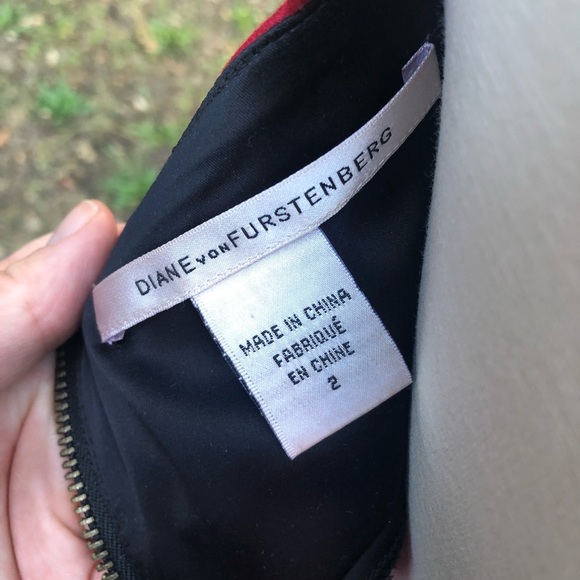 DIANE VON FURSTENBERG
MADE IN CHINA
FABRIQUÉ
EN CHINE
2